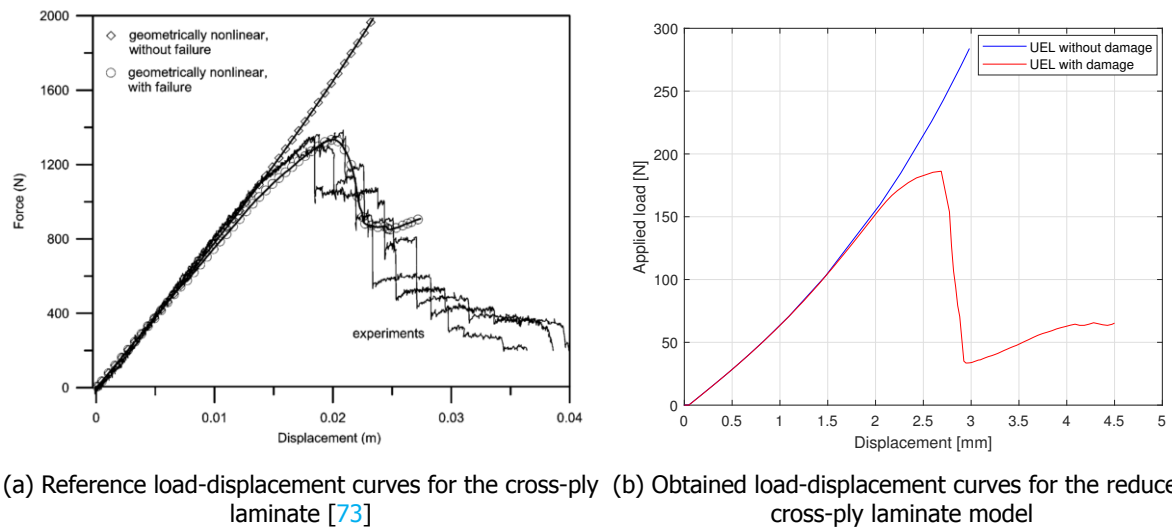 2000
1600
1200
800
400
0
Force (N)
geometrically nonlinear,
without failure
geometrically nonlinear,
with failure
experiments
0
0.01
0.02
0.03
0.04
Displacement (m)
300
250
200
150
100
50
0
Applied load [N]
UEL without damage
UEL with damage
0
0.5
1
1.5
2
2.5
3
3.5
4
4.5
5
Displacement [mm]
(a) Reference load-displacement curves for the cross-ply
laminate [73]
(b) Obtained load-displacement curves for the reduce
cross-ply laminate model